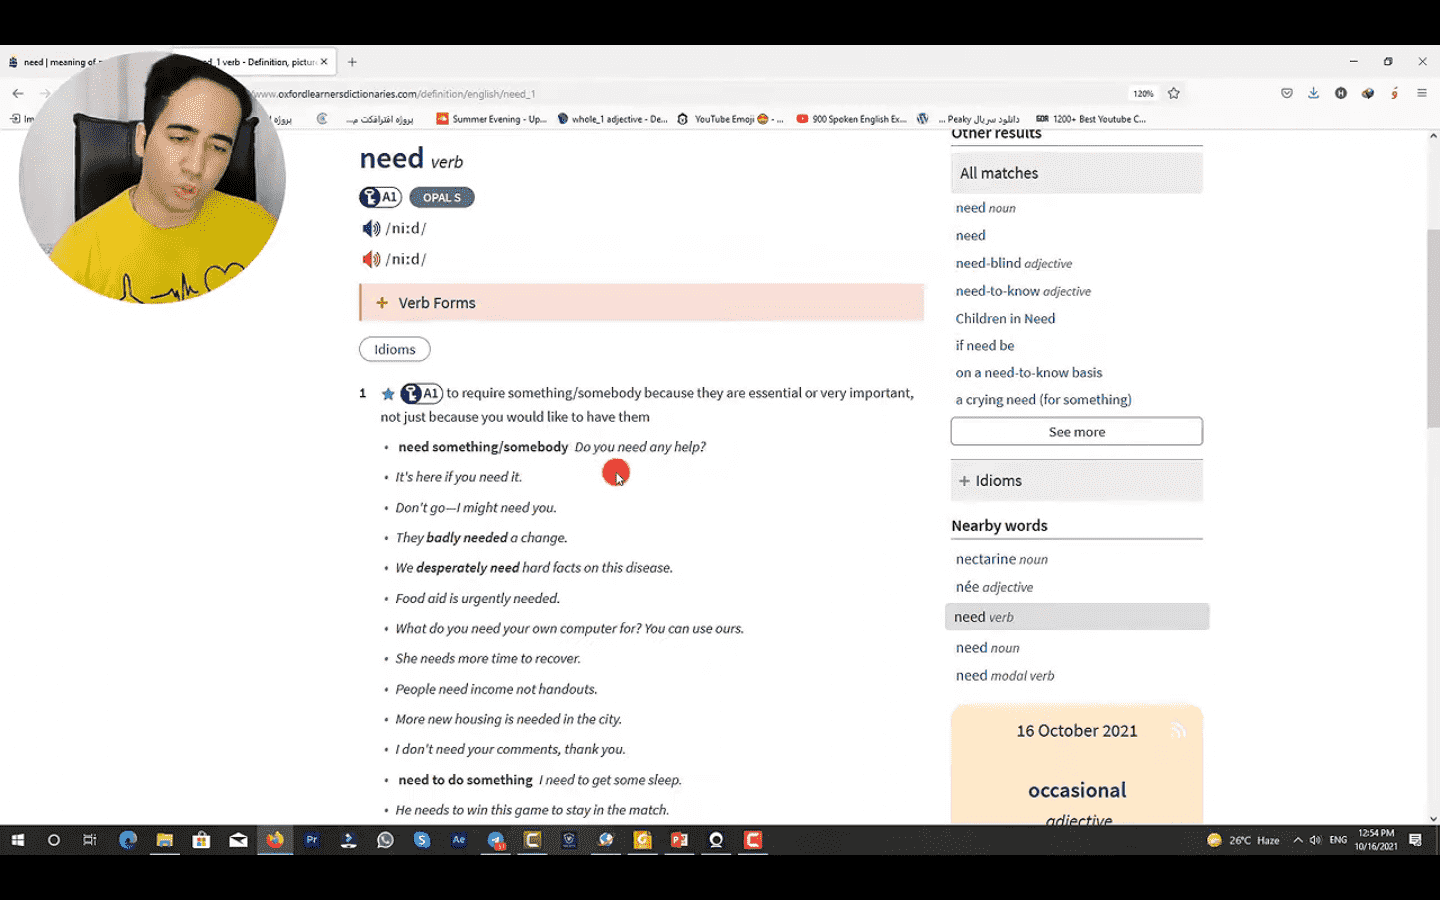 need | meaning of
1 verb - Definition, pictur
www.oxfordlearnersdictionaries.com/definition/english/need_1
120%
Im
پروژه
پروژه افترافکت م...
Summer Evening - Up...
whole_1 adjective - De...
YouTube Emoji 😍 - ...
900 Spoken English Ex...
دانلود سریال Peaky ...
1200+ Best Youtube C...
need verb
A1 OPAL S
/niːd/
/niːd/
+ Verb Forms
Idioms
1 A1 to require something/somebody because they are essential or very important,
not just because you would like to have them
• need something/somebody Do you need any help?
• It's here if you need it.
• Don't go—I might need you.
• They badly needed a change.
• We desperately need hard facts on this disease.
• Food aid is urgently needed.
• What do you need your own computer for? You can use ours.
• She needs more time to recover.
• People need income not handouts.
• More new housing is needed in the city.
• I don't need your comments, thank you.
• need to do something I need to get some sleep.
• He needs to win this game to stay in the match.
Other results
All matches
need noun
need
need-blind adjective
need-to-know adjective
Children in Need
if need be
on a need-to-know basis
a crying need (for something)
See more
+ Idioms
Nearby words
nectarine noun
née adjective
need verb
need noun
need modal verb
16 October 2021
occasional
adjective
Pr
Ae
26°C Haze
ENG
12:54 PM
10/16/2021